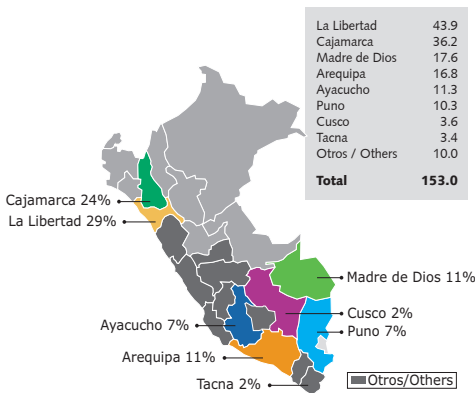 La Libertad 43.9
Cajamarca 36.2
Madre de Dios 17.6
Arequipa 16.8
Ayacucho 11.3
Puno 10.3
Cusco 3.6
Tacna 3.4
Otros / Others 10.0
Total 153.0
Cajamarca 24%
La Libertad 29%
Madre de Dios 11%
Cusco 2%
Ayacucho 7%
Puno 7%
Arequipa 11%
Tacna 2%
Otros/Others